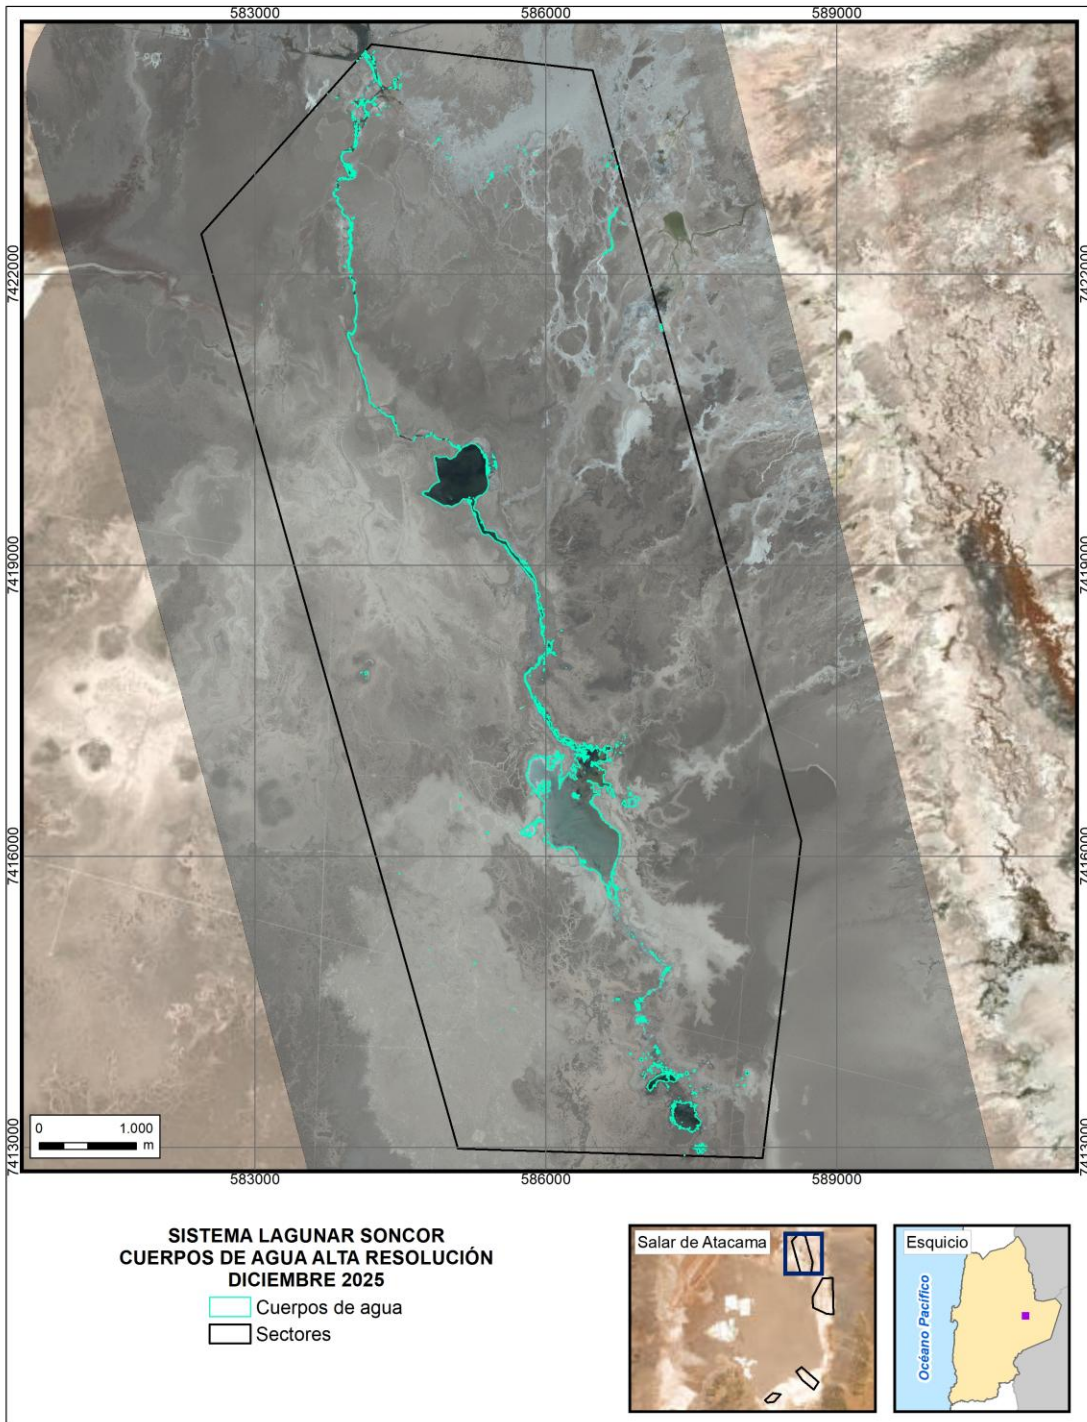 583000
586000
589000
7422000
7422000
7419000
7419000
7416000
7416000
7413000
7413000
0
1.000
m
583000
586000
589000
SISTEMA LAGUNAR SONCOR
CUERPOS DE AGUA ALTA RESOLUCIÓN
DICIEMBRE 2025
Cuerpos de agua
Sectores
Salar de Atacama
Esquicio
Océano Pacífico